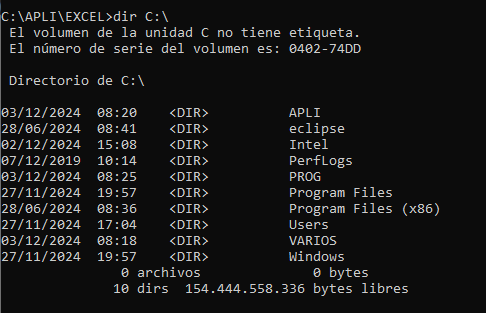 C:\APLI\EXCEL>dir C:\
El volumen de la unidad C no tiene etiqueta.
El número de serie del volumen es: 0402-74DD
Directorio de C:\
03/12/2024  08:20    <DIR>          APLI
28/06/2024  08:41    <DIR>          eclipse
02/12/2024  15:08    <DIR>          Intel
07/12/2019  10:14    <DIR>          PerfLogs
03/12/2024  08:25    <DIR>          PROG
27/11/2024  19:57    <DIR>          Program Files
28/06/2024  08:36    <DIR>          Program Files (x86)
27/11/2024  17:04    <DIR>          Users
03/12/2024  08:18    <DIR>          VARIOS
27/11/2024  19:57    <DIR>          Windows
0 archivos              0 bytes
10 dirs  154.444.558.336 bytes libres